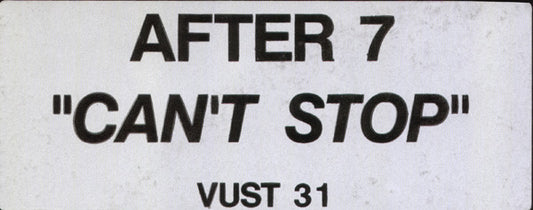 AFTER 7
"CAN'T STOP"
VUST 31